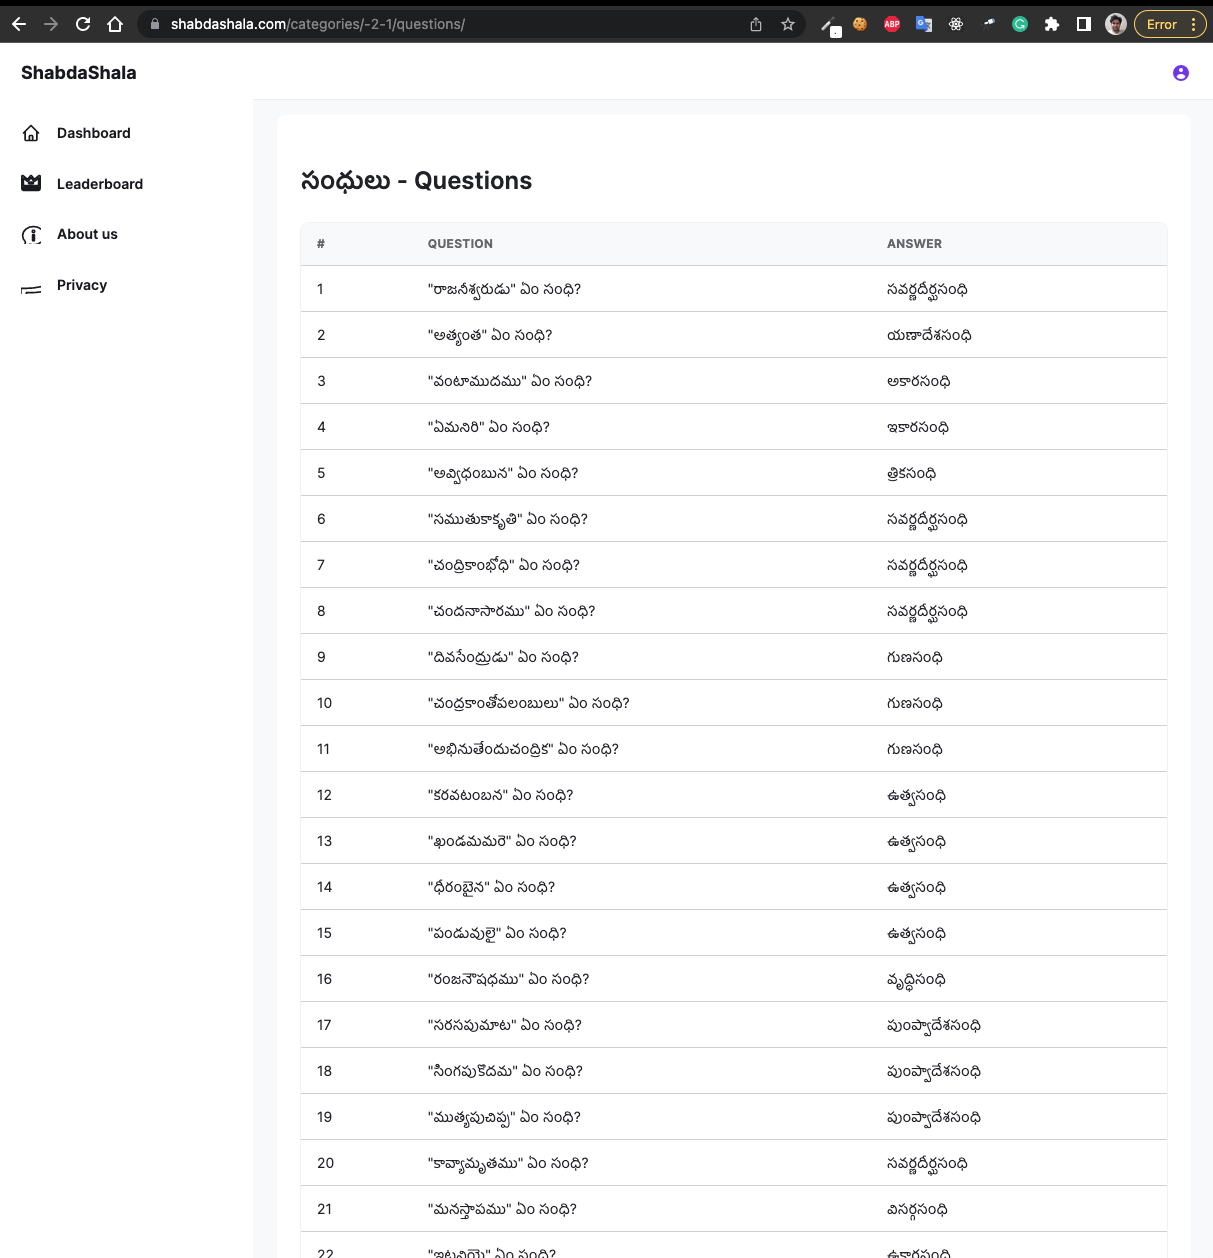 shabdashala.com/categories/-2-1/questions/
ABP
Error
ShabdaShala
Dashboard
Leaderboard
About us
Privacy
సంధులు - Questions
# QUESTION ANSWER
1 "రాజనీశ్వరుడు" ఏం సంధి? సవర్ణదీర్ఘసంధి
2 "అత్యంత" ఏం సంధి? యణాదేశసంధి
3 "వంటాముదము" ఏం సంధి? అకారసంధి
4 "ఏమనిరి" ఏం సంధి? ఇకారసంధి
5 "అవ్విధంబున" ఏం సంధి? త్రికసంధి
6 "సముతుకాకృతి" ఏం సంధి? సవర్ణదీర్ఘసంధి
7 "చంద్రికాంభోధి" ఏం సంధి? సవర్ణదీర్ఘసంధి
8 "చందనాసారము" ఏం సంధి? సవర్ణదీర్ఘసంధి
9 "దివసేంద్రుడు" ఏం సంధి? గుణసంధి
10 "చంద్రకాంతోపలంబులు" ఏం సంధి? గుణసంధి
11 "అభినుతేందుచంద్రిక" ఏం సంధి? గుణసంధి
12 "కరవటంబన" ఏం సంధి? ఉత్వసంధి
13 "ఖండమమరె" ఏం సంధి? ఉత్వసంధి
14 "ధీరంబైన" ఏం సంధి? ఉత్వసంధి
15 "పండువులై" ఏం సంధి? ఉత్వసంధి
16 "రంజనౌషధము" ఏం సంధి? వృద్ధిసంధి
17 "సరసపుమాట" ఏం సంధి? పుంప్వాదేశసంధి
18 "సింగపుకొదమ" ఏం సంధి? పుంప్వాదేశసంధి
19 "ముత్యపుచిప్ప" ఏం సంధి? పుంప్వాదేశసంధి
20 "కావ్యామృతము" ఏం సంధి? సవర్ణదీర్ఘసంధి
21 "మనస్తాపము" ఏం సంధి? విసర్గసంధి
22 "ఇట్లనియె" ఏం సంధి? ఉకారసంధి